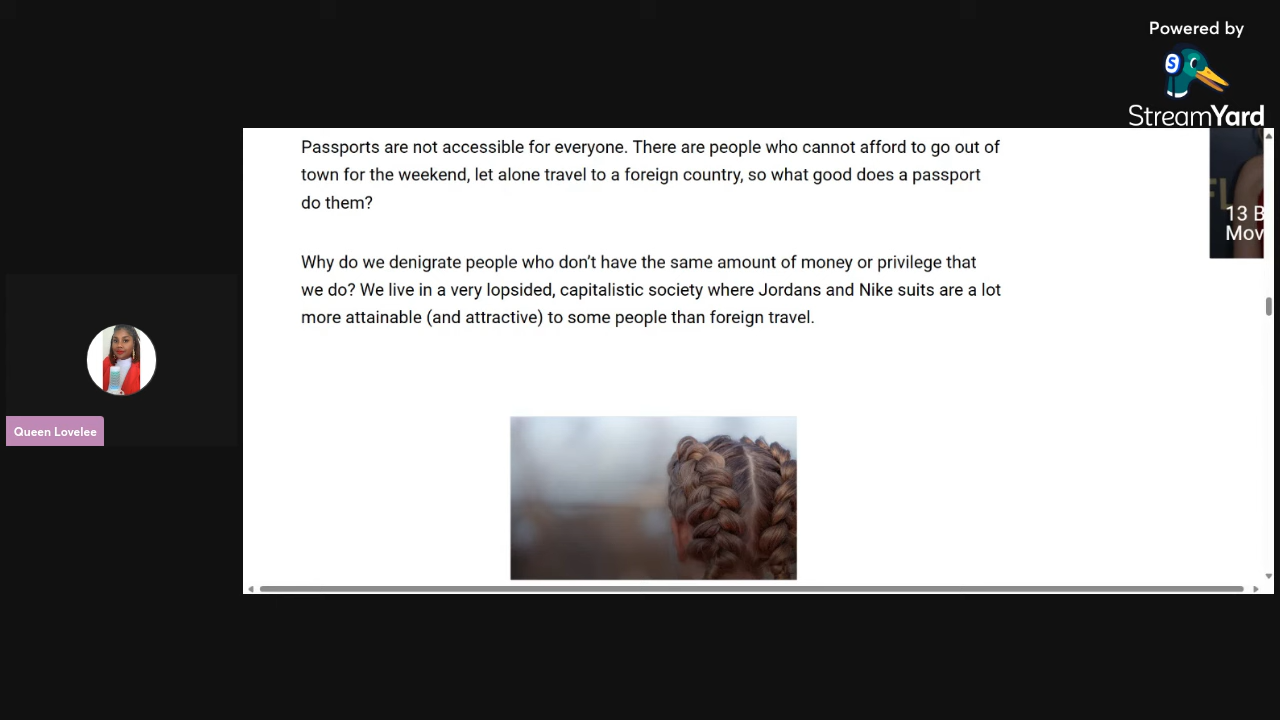 Powered by
S
StreamYard
Passports are not accessible for everyone. There are people who cannot afford to go out of
town for the weekend, let alone travel to a foreign country, so what good does a passport
do them?
13 B
Mov
Why do we denigrate people who don’t have the same amount of money or privilege that
we do? We live in a very lopsided, capitalistic society where Jordans and Nike suits are a lot
more attainable (and attractive) to some people than foreign travel.
Queen Lovelee